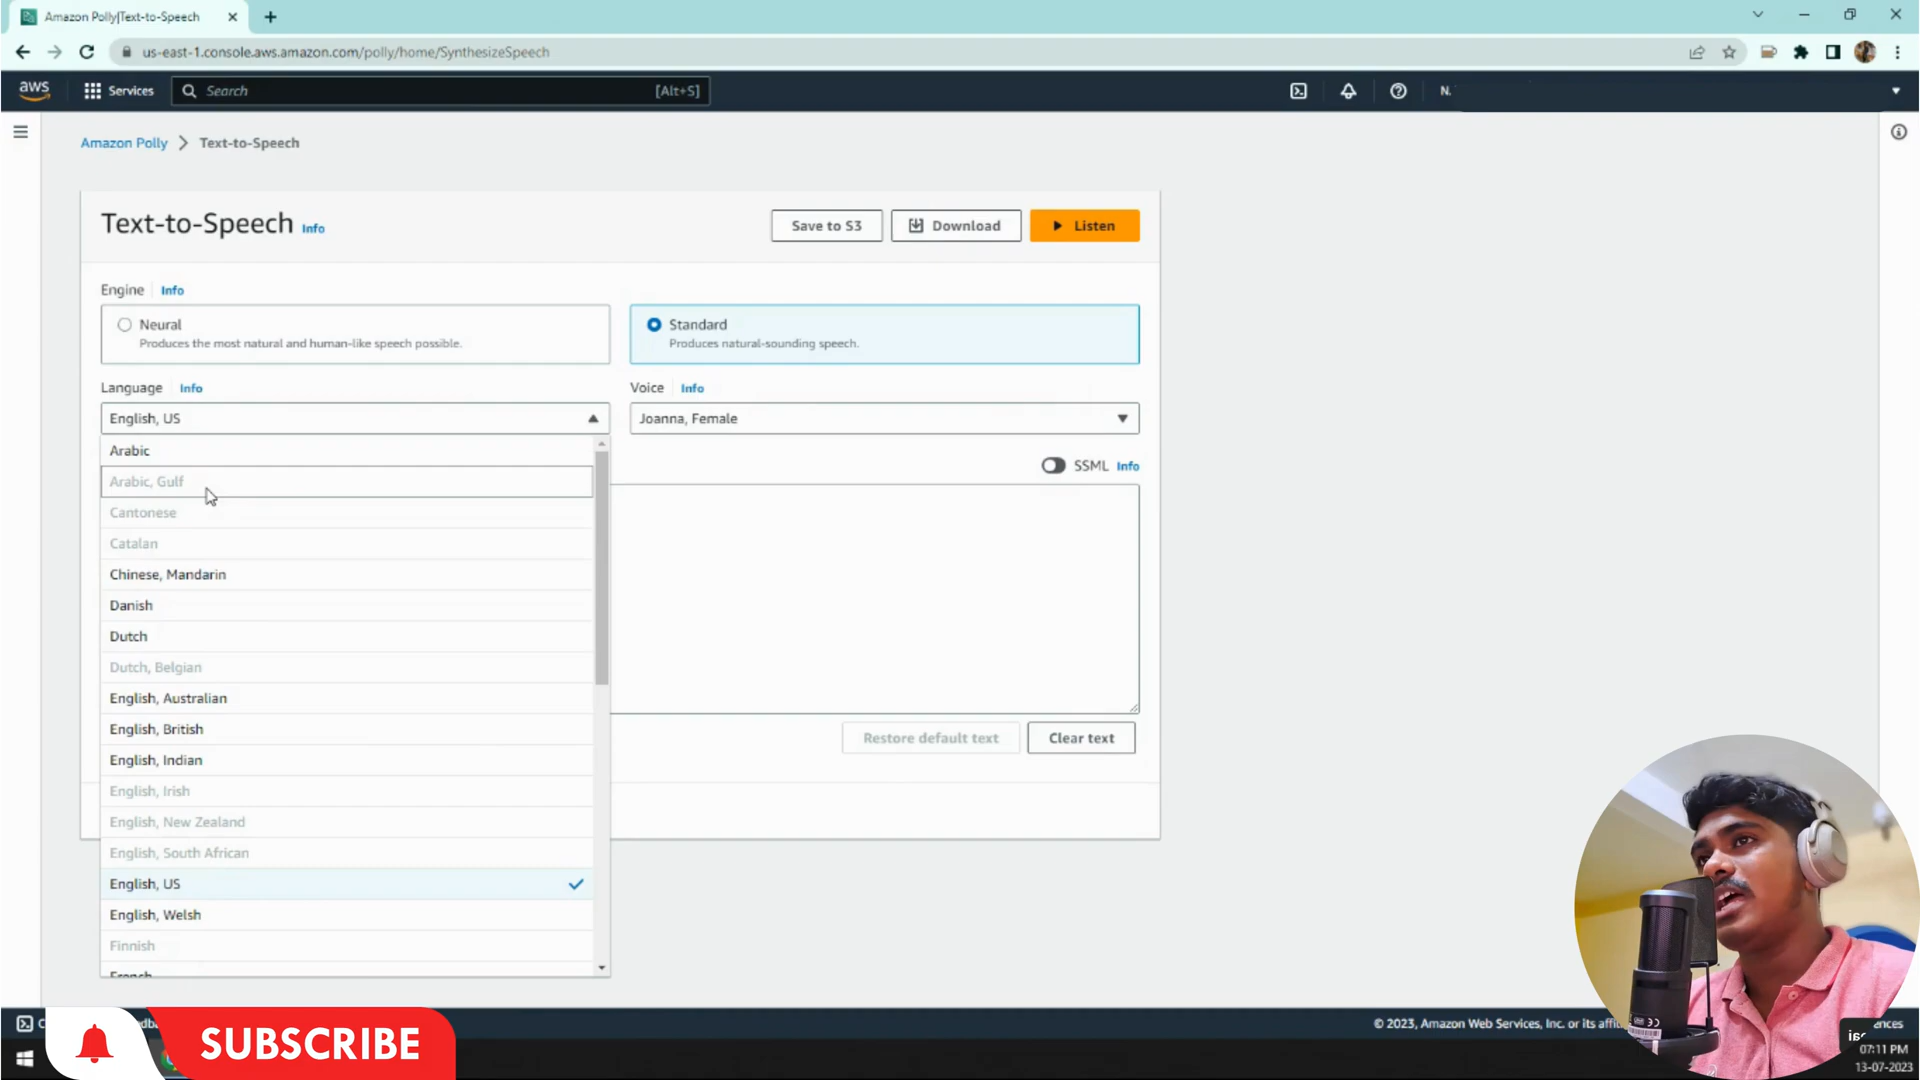 Amazon Polly|Text-to-Speech
us-east-1.console.aws.amazon.com/polly/home/SynthesizeSpeech
aws
Services
Search
[Alt+S]
N.
Amazon Polly
Text-to-Speech
Text-to-Speech Info
Save to S3
Download
Listen
Engine Info
Neural
Produces the most natural and human-like speech possible.
Standard
Produces natural-sounding speech.
Language Info
Voice Info
English, US
Joanna, Female
SSML Info
Arabic
Arabic, Gulf
Cantonese
Catalan
Chinese, Mandarin
Danish
Dutch
Dutch, Belgian
English, Australian
English, British
English, Indian
English, Irish
English, New Zealand
English, South African
English, US
English, Welsh
Finnish
French
Restore default text
Clear text
© 2023, Amazon Web Services, Inc. or its
SUBSCRIBE
07:11 PM
13-07-2023